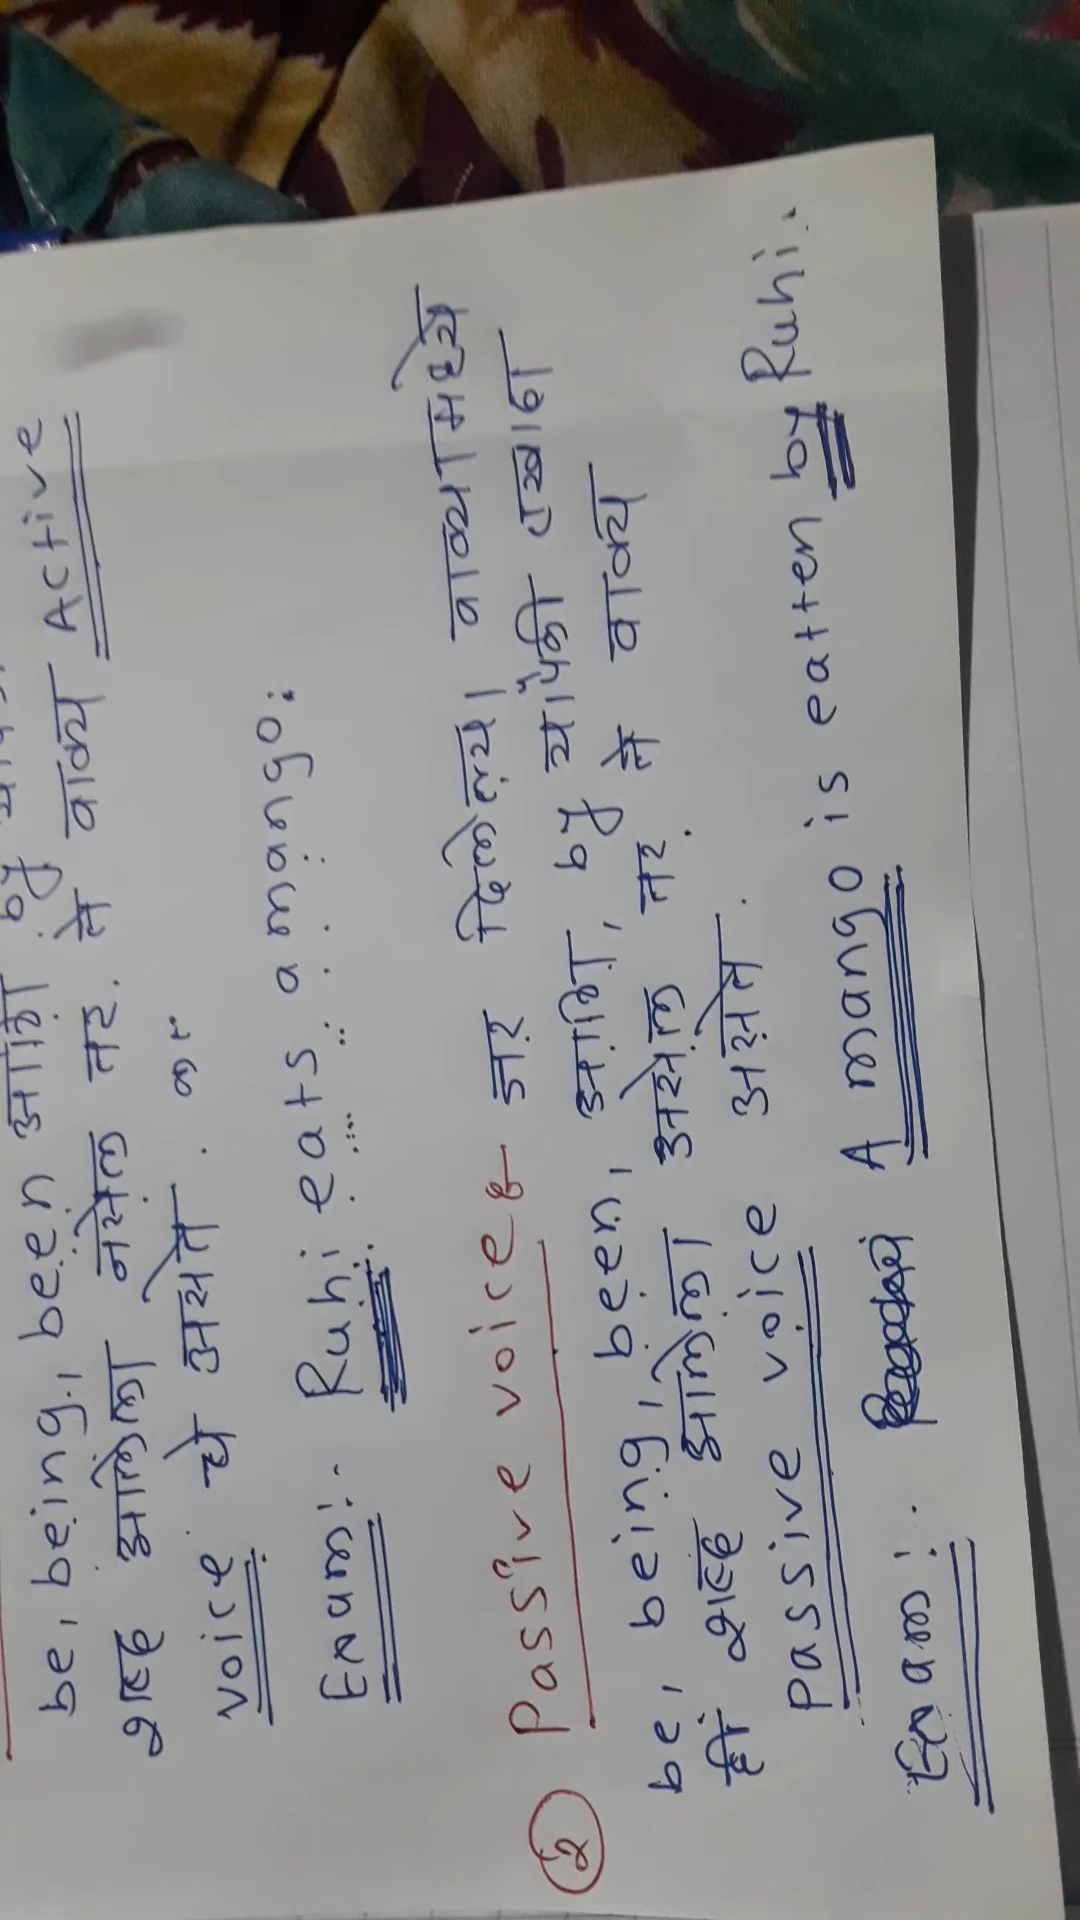 be, being, been आणि by
शब्द आलेला नसेल तर. ते वाक्य Active
voice चे असते.
Exam:- Ruhi eats a mango:
② Passive voice :- जर दिलेल्या वाक्यामध्ये
be, being, been, आणि, by यांपैकी एखादा
ही शब्द आलेला असेल तर. ते वाक्य
passive voice असते.
Exam:. A mango is eatten by Ruhi.